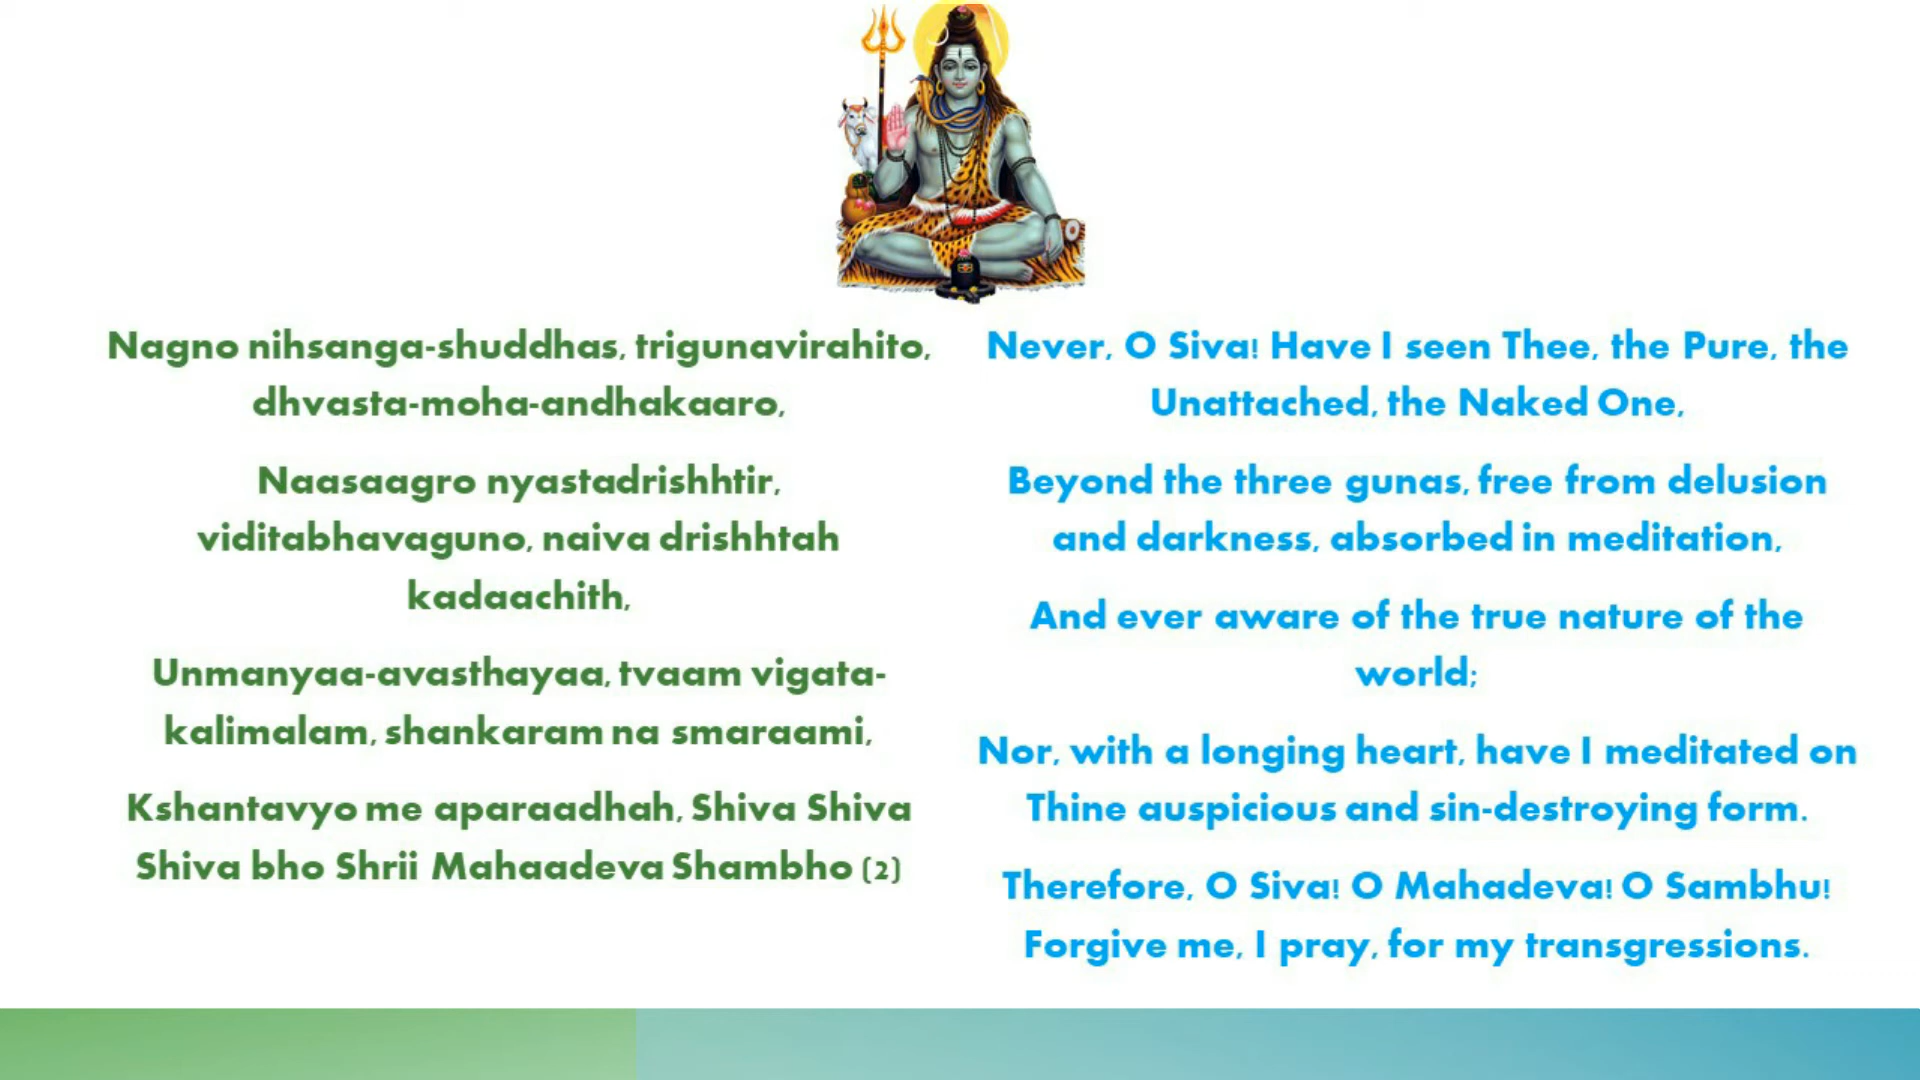 Nagno nihsanga-shuddhas, trigunavirahito,
dhvasta-moha-andhakaaro,
Naasaagro nyastadrishhtir,
viditabhavaguno, naiva drishhtah
kadaachith,
Unmanyaa-avasthayaa, tvaam vigata-
kalimalam, shankaram na smaraami,
Kshantavyo me aparaadhah, Shiva Shiva
Shiva bho Shrii Mahaadeva Shambho (2)
Never, O Siva! Have I seen Thee, the Pure, the
Unattached, the Naked One,
Beyond the three gunas, free from delusion
and darkness, absorbed in meditation,
And ever aware of the true nature of the
world;
Nor, with a longing heart, have I meditated on
Thine auspicious and sin-destroying form.
Therefore, O Siva! O Mahadeva! O Sambhu!
Forgive me, I pray, for my transgressions.